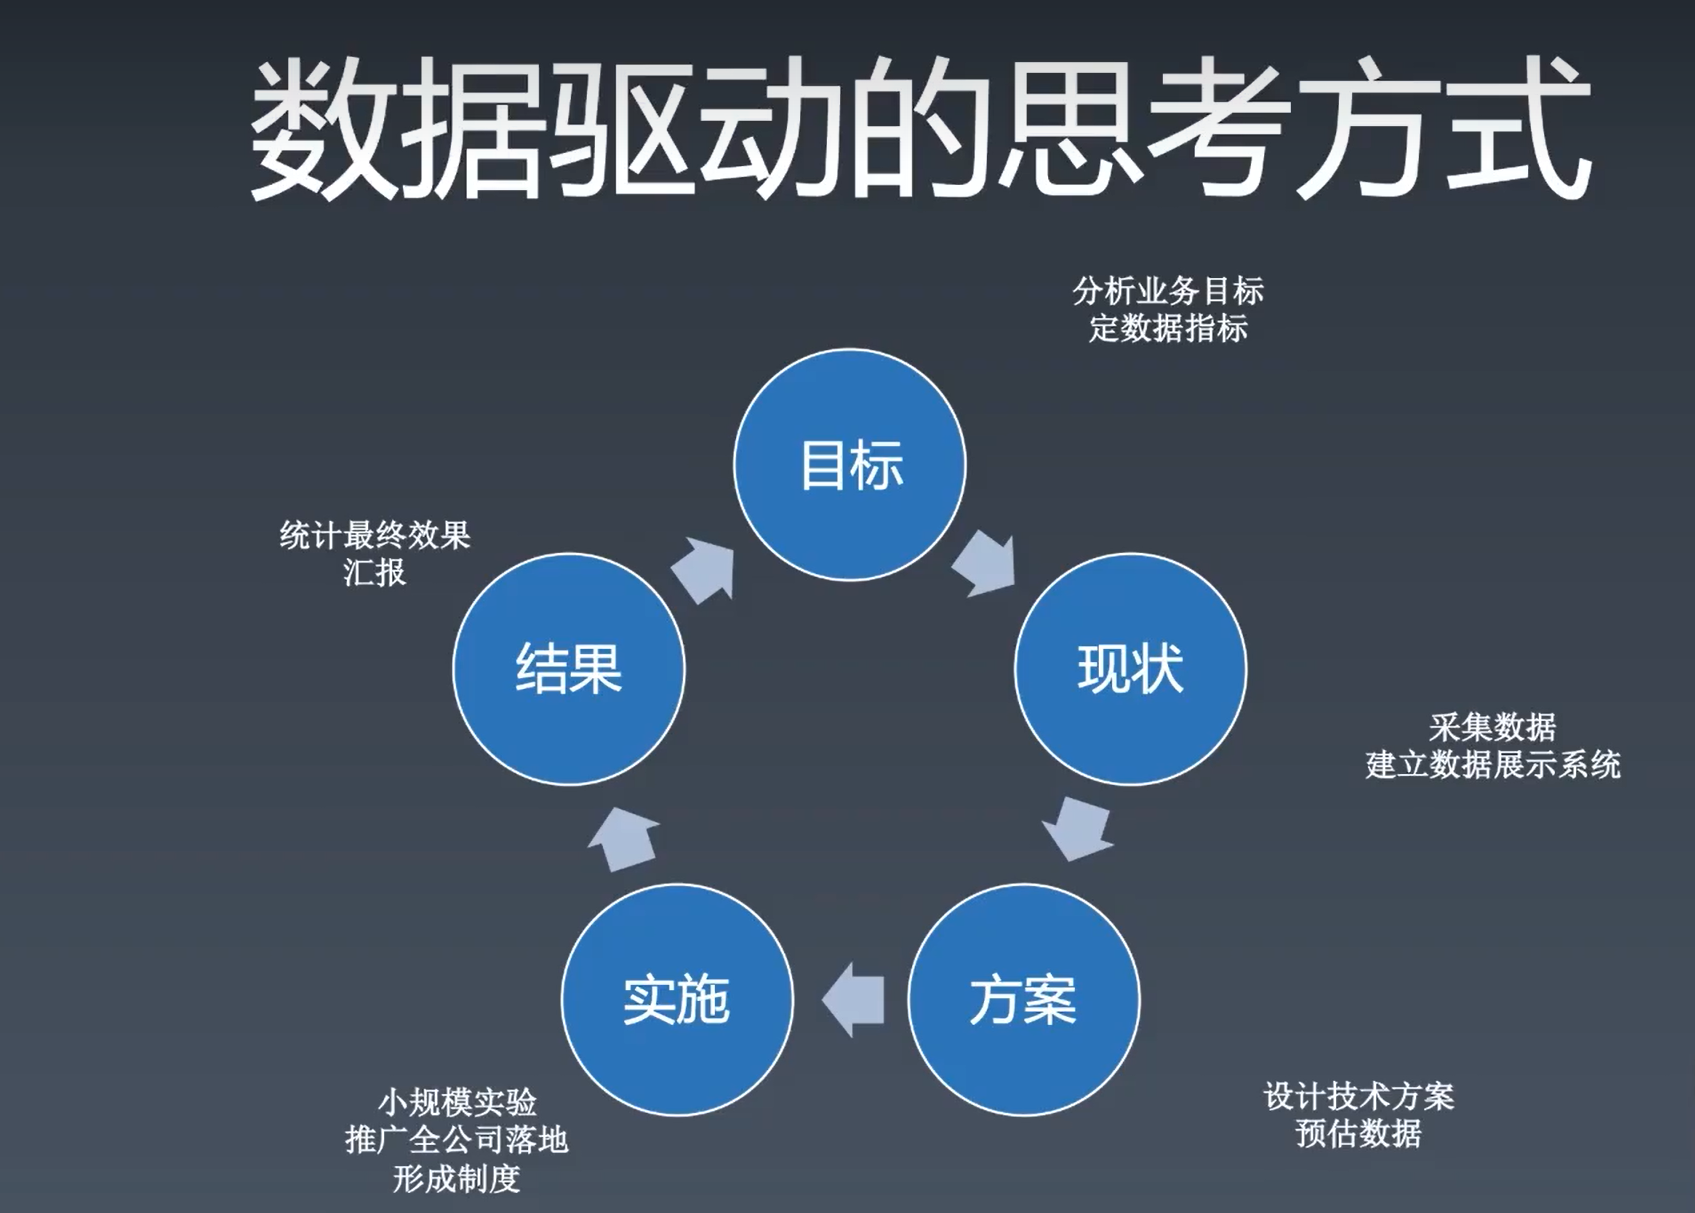 数据驱动的思考方式
分析业务目标
定数据指标
目标
现状
采集数据
建立数据展示系统
方案
设计技术方案
预估数据
实施
小规模实验
推广全公司落地
形成制度
结果
统计最终效果
汇报